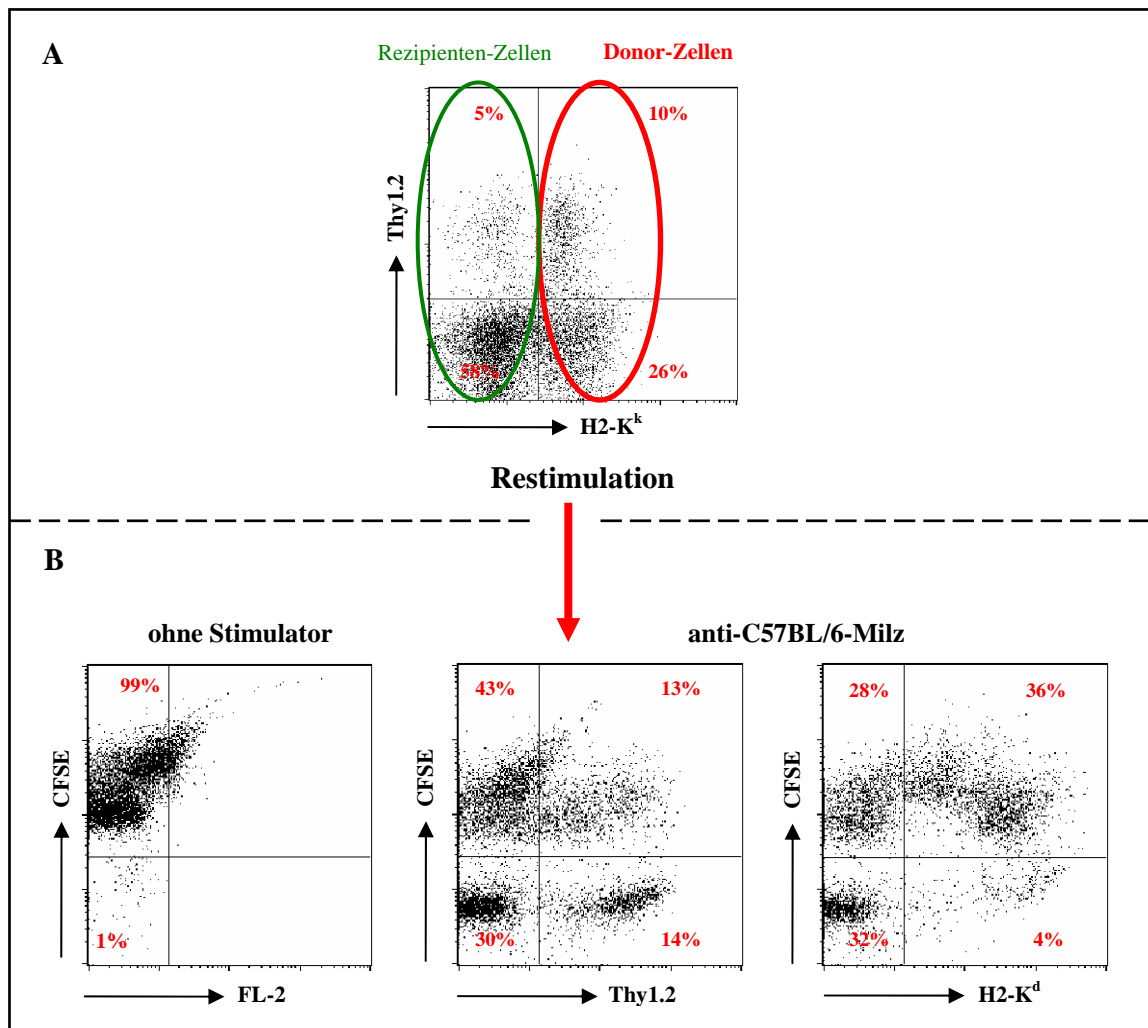 A
Rezipienten-Zellen
Donor-Zellen
5%
10%
Thy1.2
58%
26%
H2-Kᵏ
Restimulation
B
ohne Stimulator
anti-C57BL/6-Milz
99%
CFSE
1%
FL-2
43%
13%
CFSE
30%
14%
Thy1.2
28%
36%
CFSE
32%
4%
H2-Kᵈ